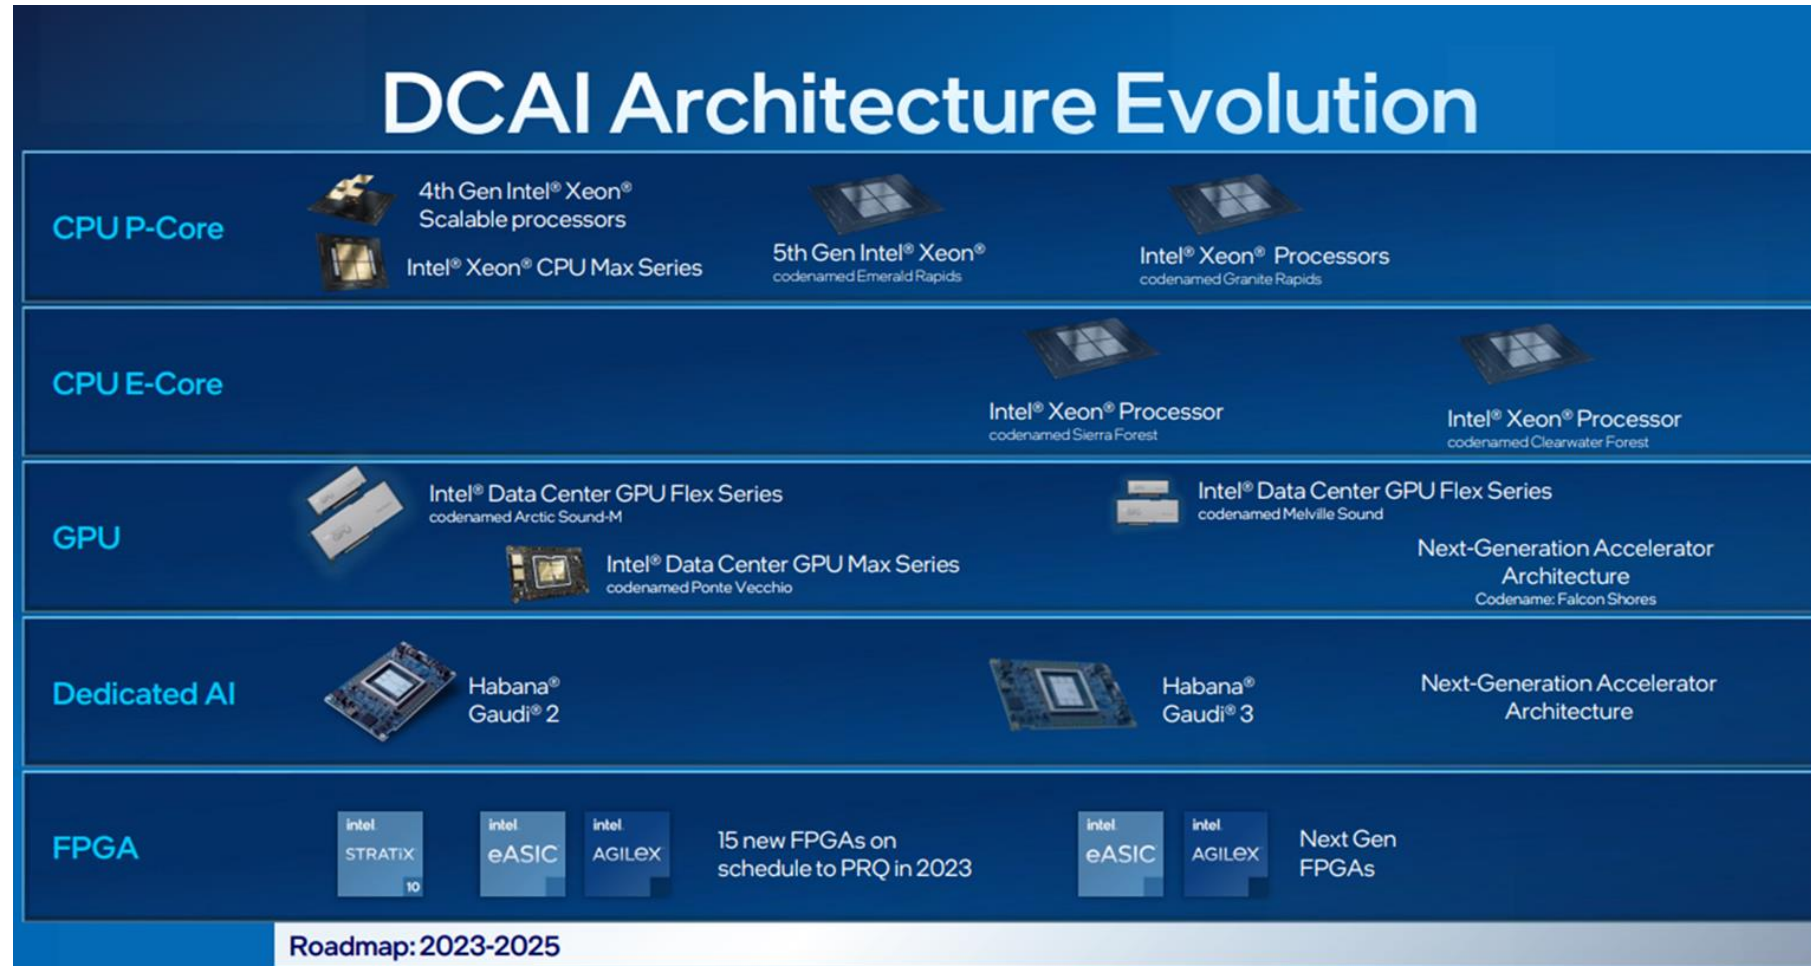 DCAI Architecture Evolution
CPU P-Core
4th Gen Intel® Xeon®
Scalable processors
Intel® Xeon® CPU Max Series
5th Gen Intel® Xeon®
codenamed Emerald Rapids
Intel® Xeon® Processors
codenamed Granite Rapids
CPU E-Core
Intel® Xeon® Processor
codenamed Sierra Forest
Intel® Xeon® Processor
codenamed Clearwater Forest
GPU
Intel® Data Center GPU Flex Series
codenamed Arctic Sound-M
Intel® Data Center GPU Max Series
codenamed Ponte Vecchio
Intel® Data Center GPU Flex Series
codenamed Melville Sound
Next-Generation Accelerator
Architecture
Codename: Falcon Shores
Dedicated AI
Habana®
Gaudi® 2
Habana®
Gaudi® 3
Next-Generation Accelerator
Architecture
FPGA
intel
STRATIX
10
intel
eASIC
intel
AGILEX
15 new FPGAs on
schedule to PRQ in 2023
intel
eASIC
intel
AGILEX
Next Gen
FPGAs
Roadmap: 2023-2025